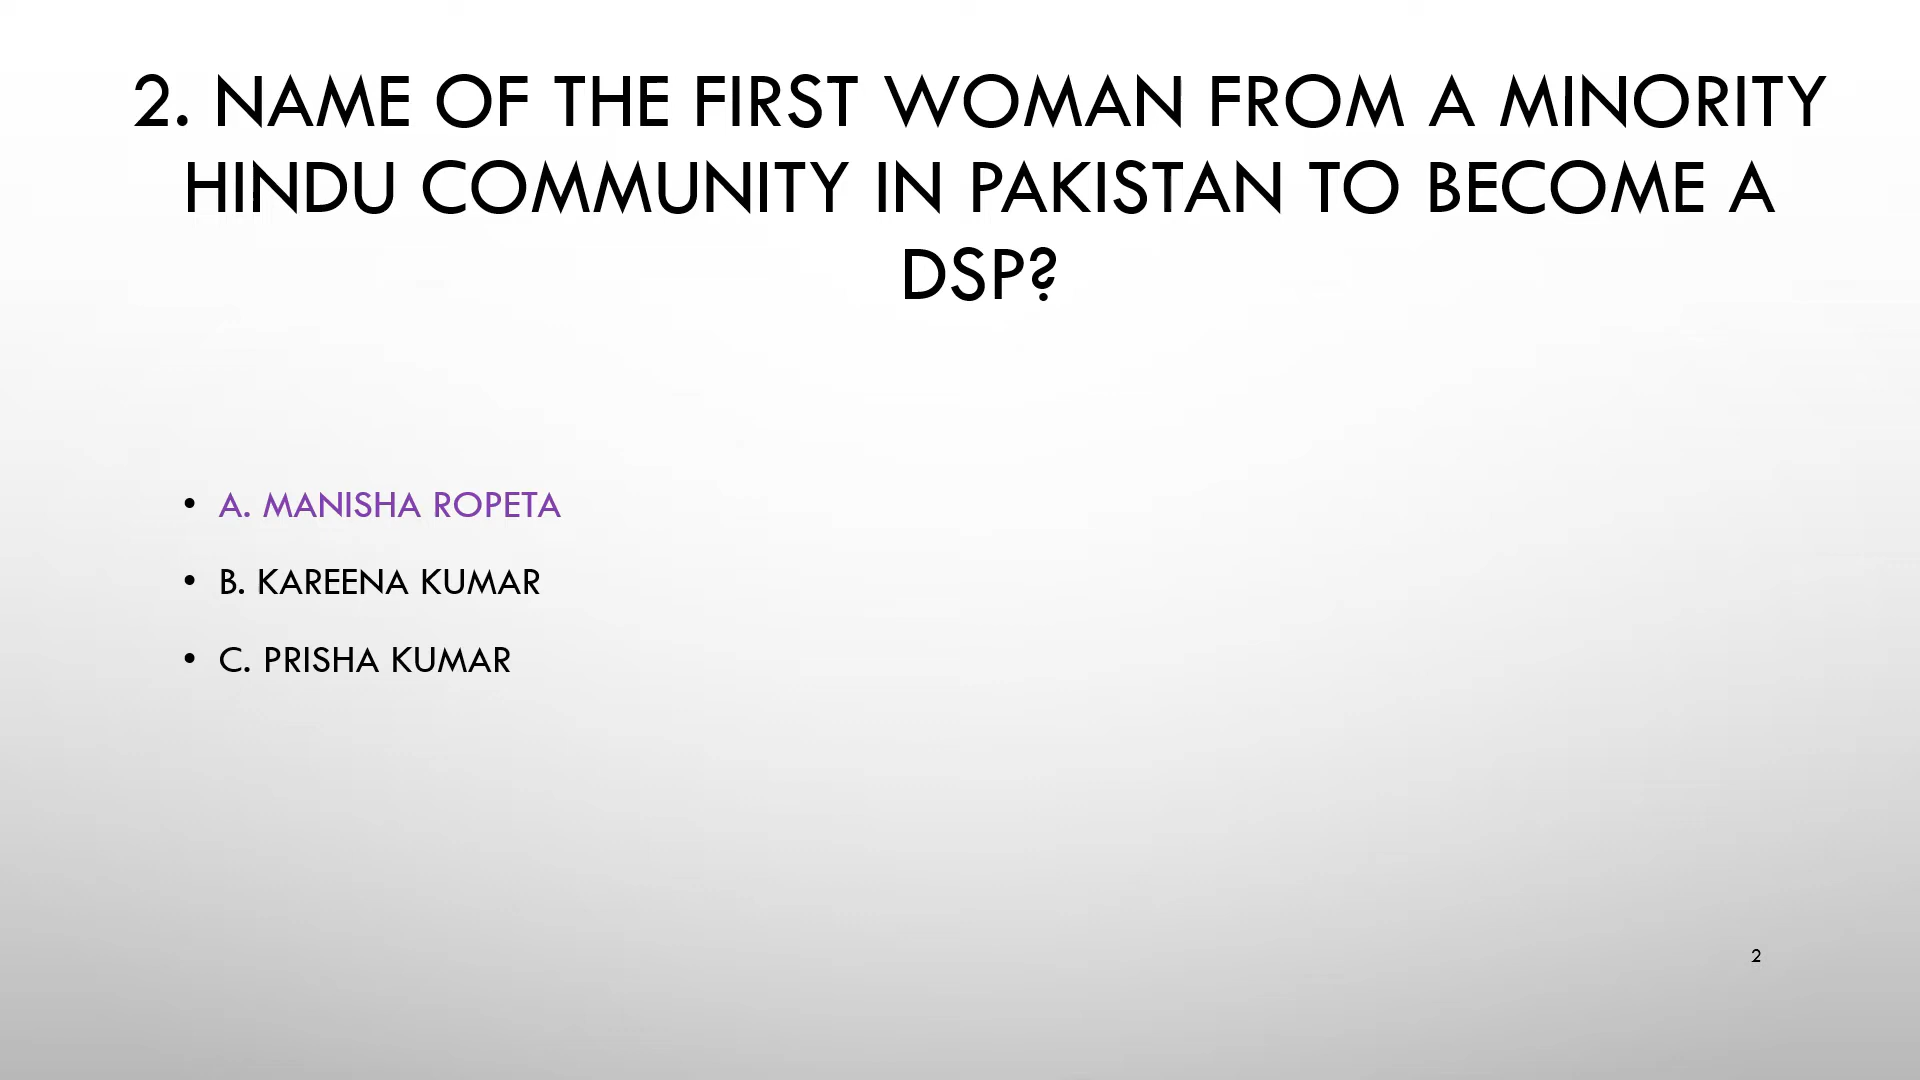 2. NAME OF THE FIRST WOMAN FROM A MINORITY
HINDU COMMUNITY IN PAKISTAN TO BECOME A
DSP?
• A. MANISHA ROPETA
• B. KAREENA KUMAR
• C. PRISHA KUMAR
2